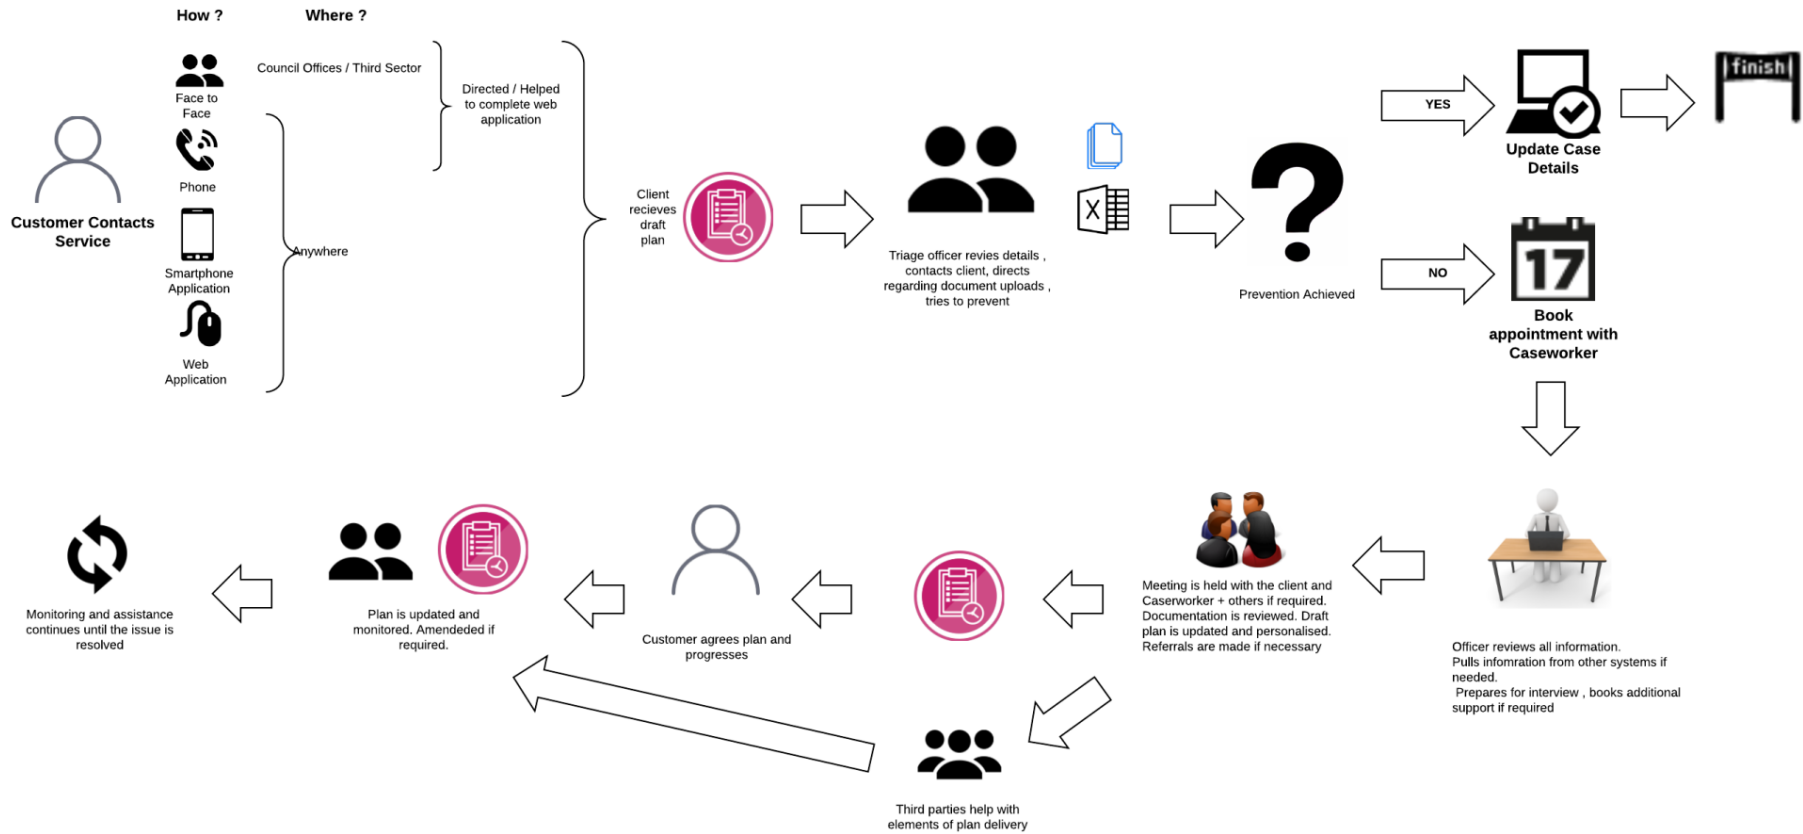 How ?
Where ?
Face to
Face
Council Offices / Third Sector
Directed / Helped
to complete web
application
Phone
Customer Contacts
Service
Anywhere
Smartphone
Application
Web
Application
Client
recieves
draft
plan
Triage officer revies details ,
contacts client, directs
regarding document uploads ,
tries to prevent
X
Prevention Achieved
YES
Update Case
Details
finish
NO
17
Book
appointment with
Caseworker
Officer reviews all information.
Pulls infomration from other systems if
needed.
Prepares for interview , books additional
support if required
Meeting is held with the client and
Caseworker + others if required.
Documentation is reviewed. Draft
plan is updated and personalised.
Referrals are made if necessary
Customer agrees plan and
progresses
Plan is updated and
monitored. Amendeded if
required.
Monitoring and assistance
continues until the issue is
resolved
Third parties help with
elements of plan delivery